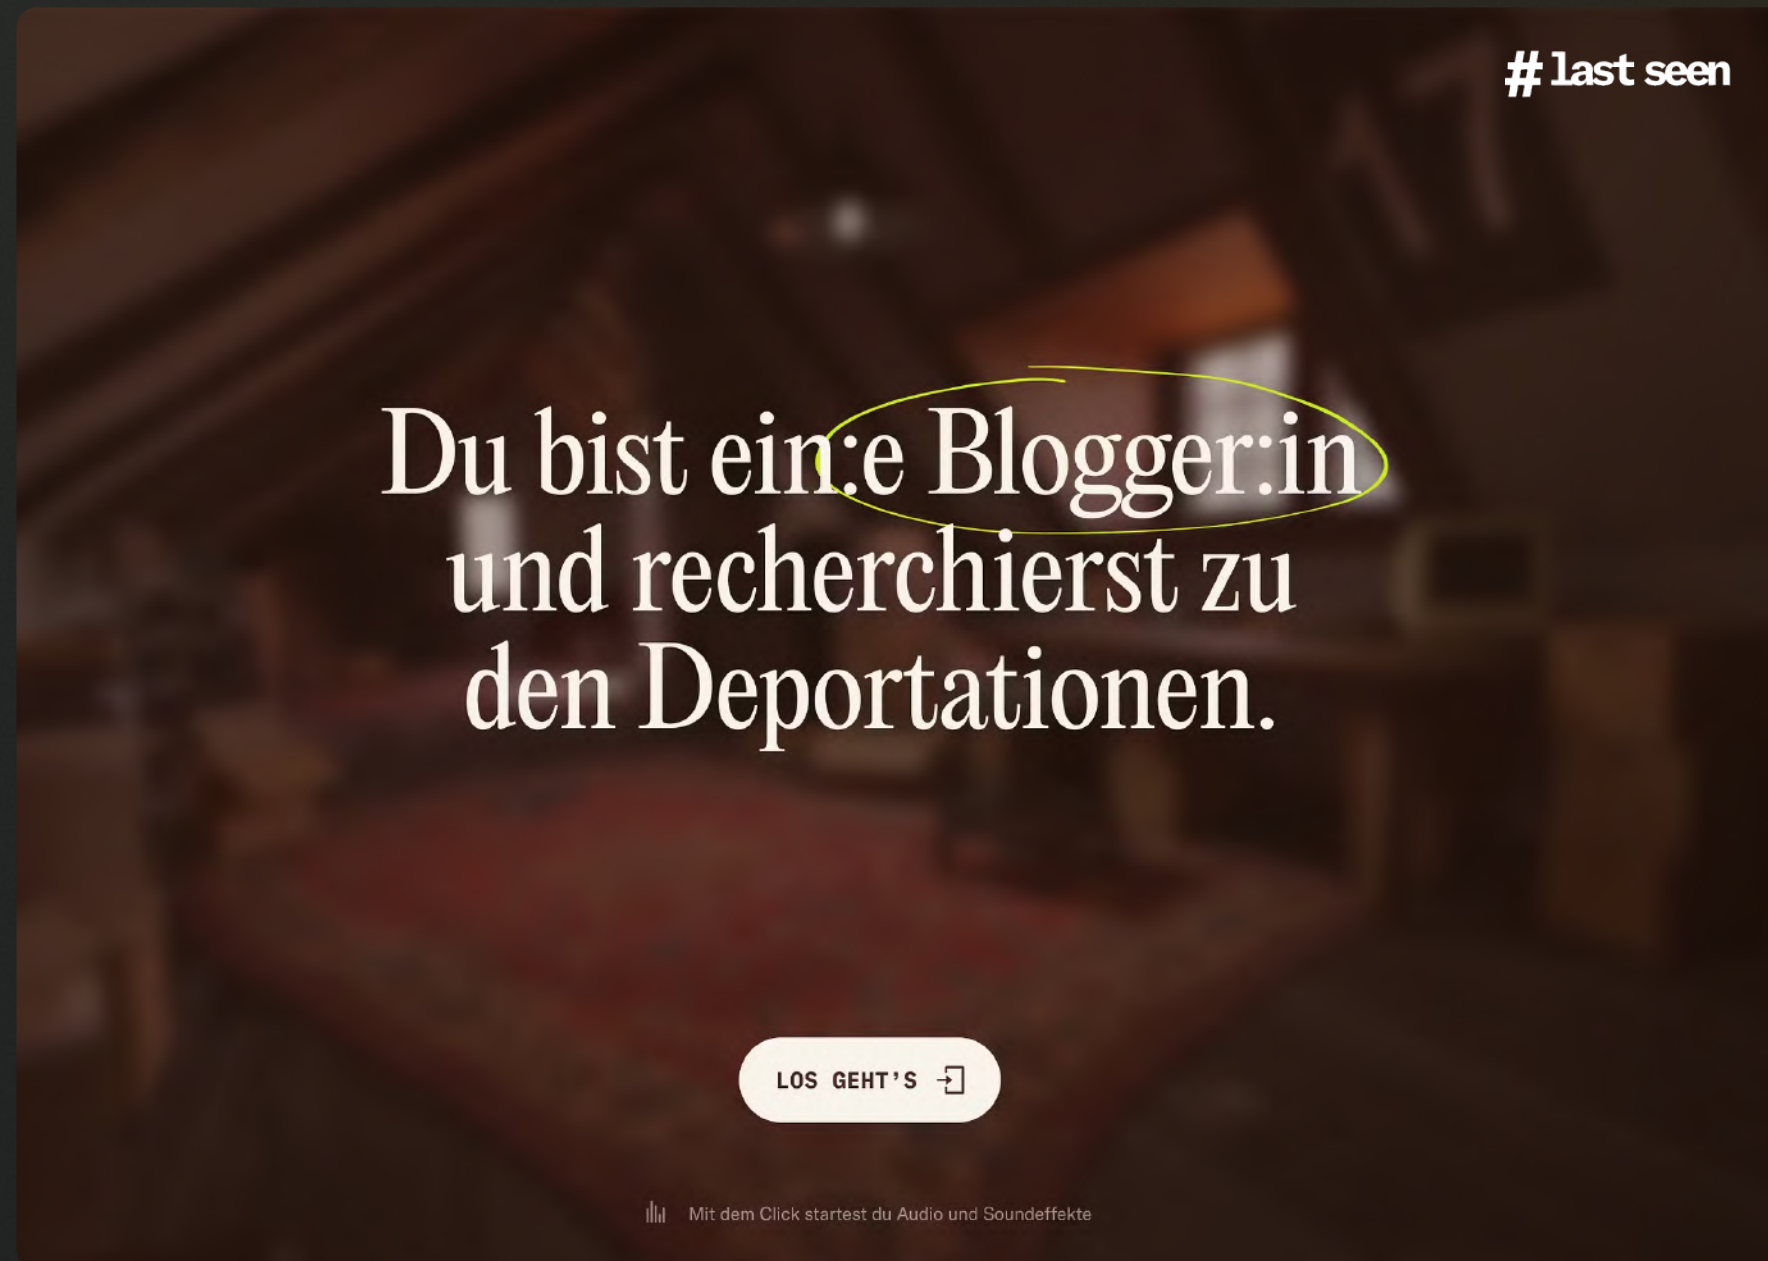 # last seen
Du bist ein:e Blogger:in
und recherchierst zu
den Deportationen.
LOS GEHT'S
Mit dem Click startest du Audio und Soundeffekte
17